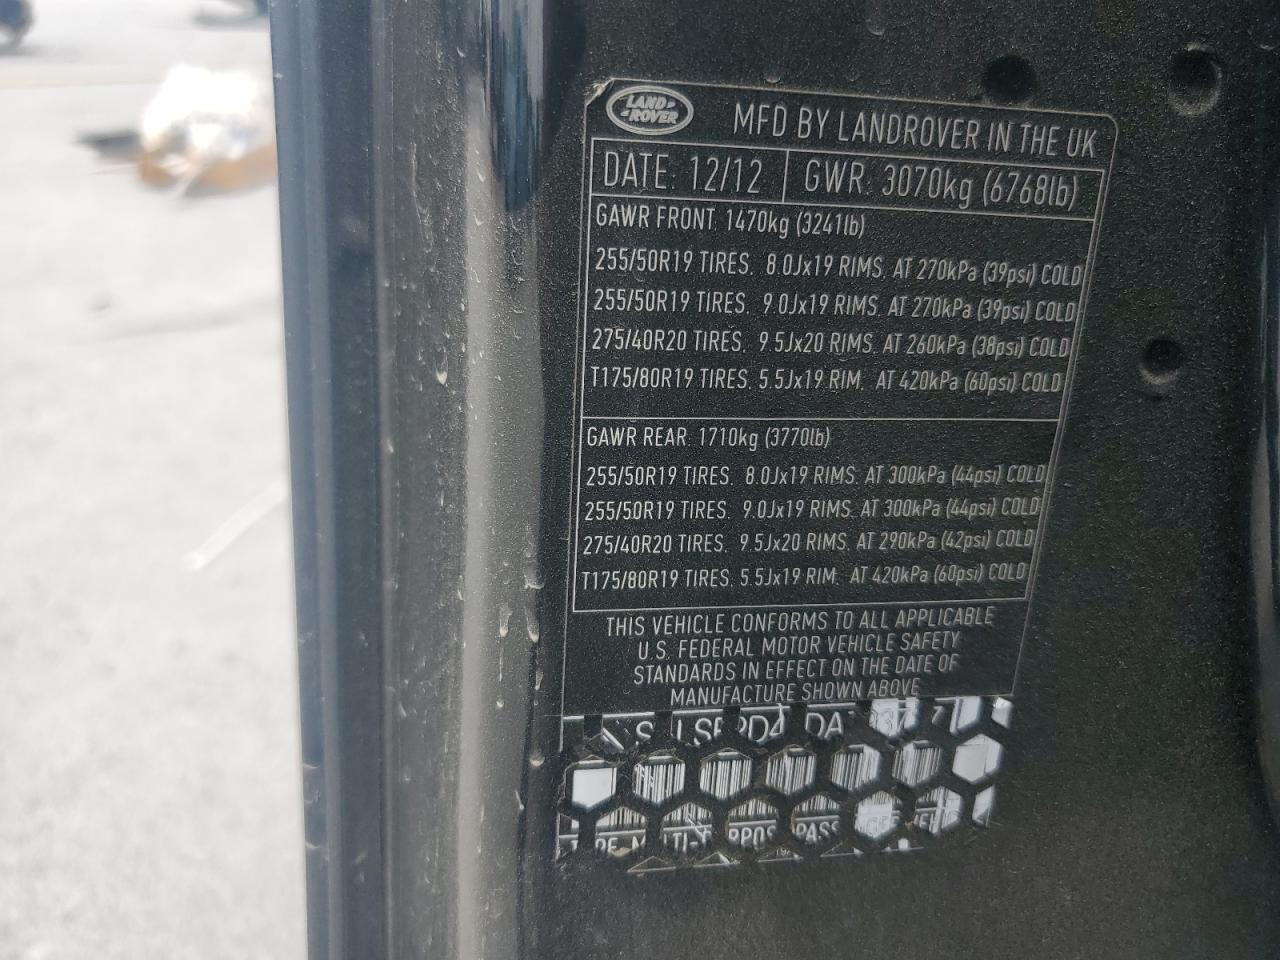 LAND ROVER
MFD BY LANDROVER IN THE UK
DATE: 12/12 GWR: 3070kg (6768lb)
GAWR FRONT: 1470kg (3241lb)
255/50R19 TIRES, 8.0Jx19 RIMS, AT 270kPa (39psi) COLD
255/50R19 TIRES, 9.0Jx19 RIMS, AT 270kPa (39psi) COLD
275/40R20 TIRES, 9.5Jx20 RIMS, AT 260kPa (38psi) COLD
T175/80R19 TIRES, 5.5Jx19 RIM, AT 420kPa (60psi) COLD
GAWR REAR: 1710kg (3770lb)
255/50R19 TIRES, 8.0Jx19 RIMS, AT 300kPa (44psi) COLD
255/50R19 TIRES, 9.0Jx19 RIMS, AT 300kPa (44psi) COLD
275/40R20 TIRES, 9.5Jx20 RIMS, AT 290kPa (42psi) COLD
T175/80R19 TIRES, 5.5Jx19 RIM, AT 420kPa (60psi) COLD
THIS VEHICLE CONFORMS TO ALL APPLICABLE
U.S. FEDERAL MOTOR VEHICLE SAFETY
STANDARDS IN EFFECT ON THE DATE OF
MANUFACTURE SHOWN ABOVE